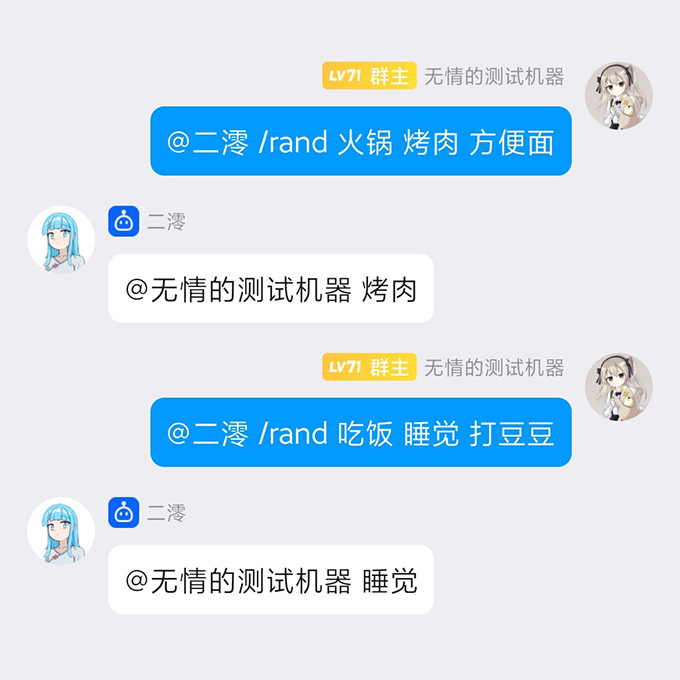 LV71 群主 无情的测试机器
@二澪 /rand 火锅 烤肉 方便面
二澪
@无情的测试机器 烤肉
LV71 群主 无情的测试机器
@二澪 /rand 吃饭 睡觉 打豆豆
二澪
@无情的测试机器 睡觉